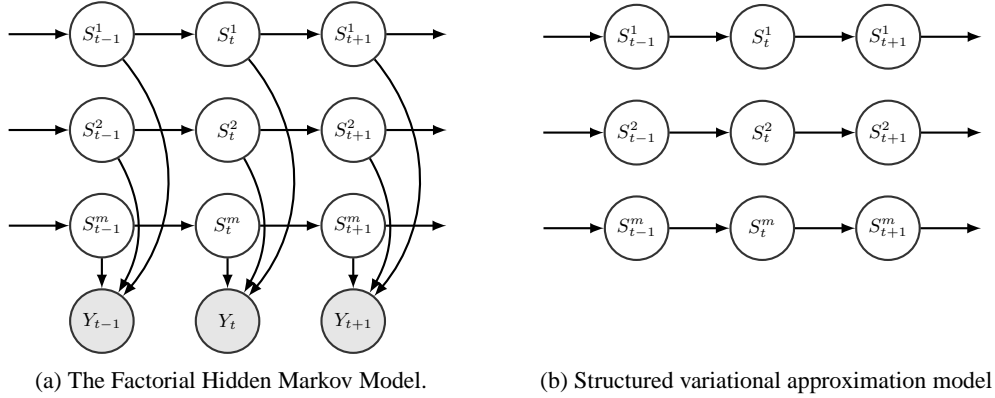 S^1_{t−1} S^1_t S^1_{t+1} S^1_{t−1} S^1_t S^1_{t+1}
S^2_{t−1} S^2_t S^2_{t+1} S^2_{t−1} S^2_t S^2_{t+1}
S^m_{t−1} S^m_t S^m_{t+1} S^m_{t−1} S^m_t S^m_{t+1}
Y_{t−1} Y_t Y_{t+1}
(a) The Factorial Hidden Markov Model. (b) Structured variational approximation model